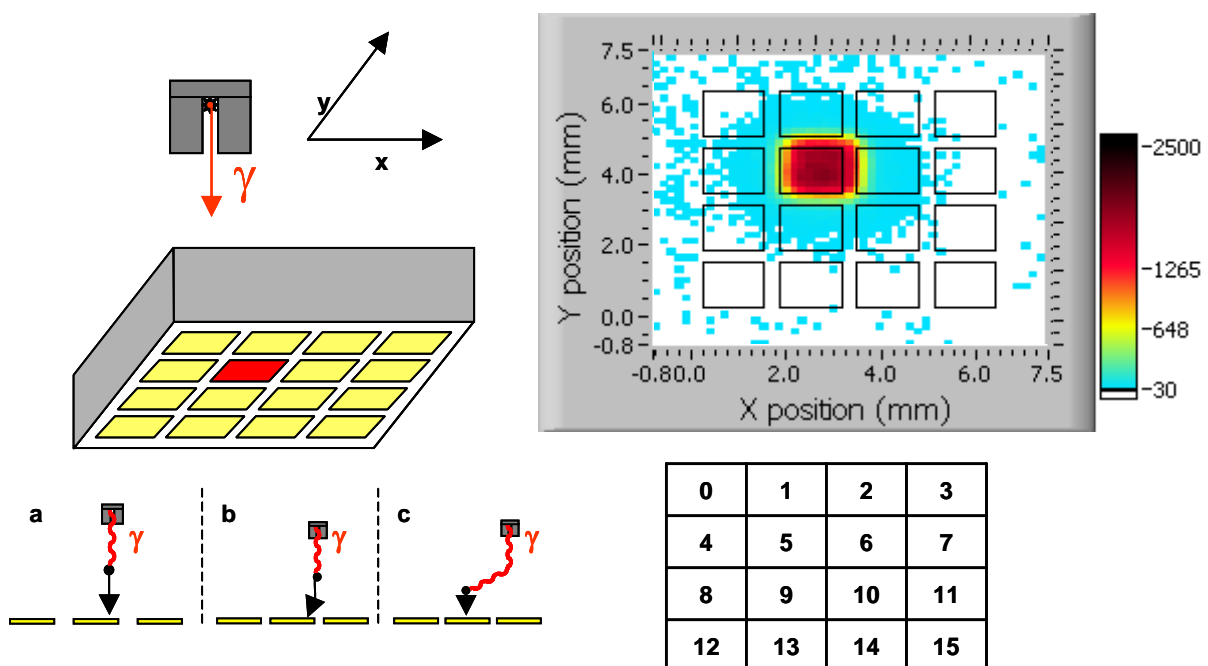 y
x
γ
7.5
6.0
4.0
2.0
0.0
-0.8
Y position (mm)
-0.8 0.0 2.0 4.0 6.0 7.5
X position (mm)
2500
1265
648
30
a γ
b γ
c γ
0 1 2 3
4 5 6 7
8 9 10 11
12 13 14 15